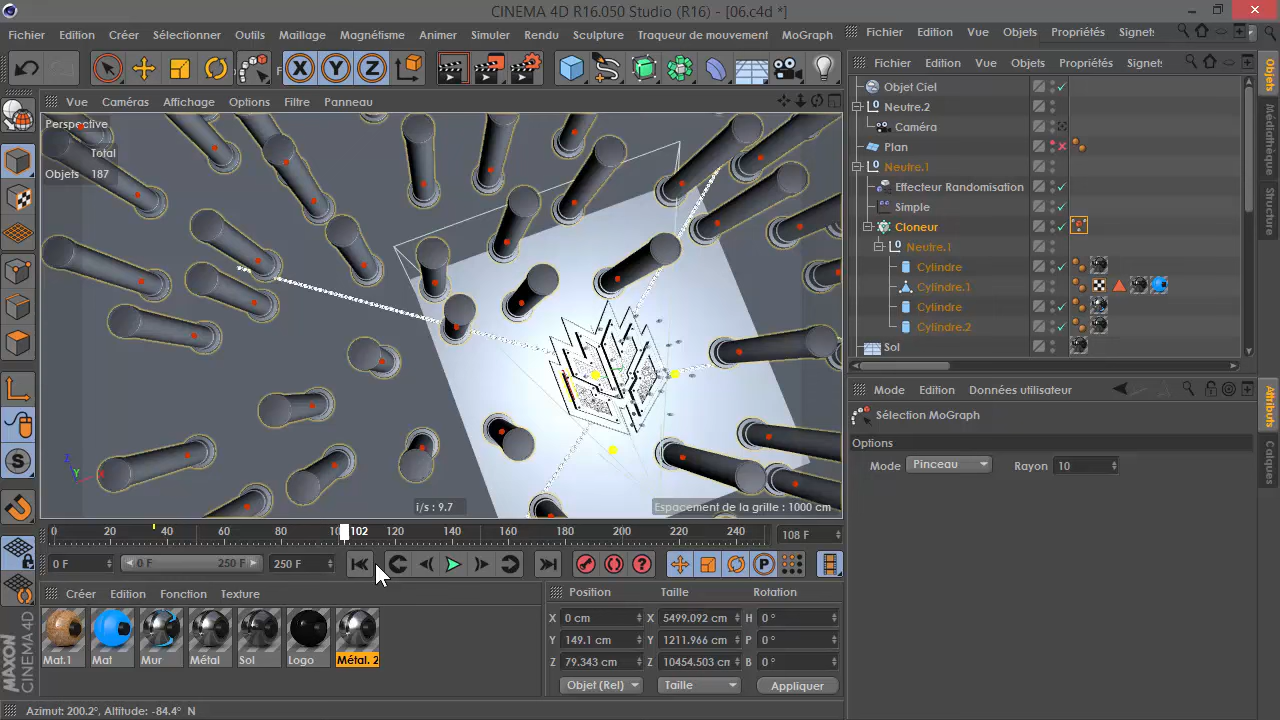 CINEMA 4D R16.050 Studio (R16) - [06.c4d *]
Fichier Edition Créer Sélectionner Outils Maillage Magnétisme Animer Simuler Rendu Sculpture Traqueur de mouvement MoGraph
Fichier Edition Vue Objets Propriétés Signets
X Y Z
Vue Caméras Affichage Options Filtre Panneau
Fichier Edition Vue Objets Propriétés Signets
Perspective
Total
Objets 187
Objet Ciel
Neutre.2
Caméra
Plan
Neutre.1
Effecteur Randomisation
Simple
Cloneur
Neutre.1
Cylindre
Cylindre.1
Cylindre
Cylindre.2
Sol
Objets
Médiathèque
Structure
Mode Edition Données utilisateur
Sélection MoGraph
Options
Mode Pinceau Rayon 10
Attributs
Calques
Z
Y
i/s : 9.7
Espacement de la grille : 1000 cm
0 20 40 60 80 10 102 120 140 160 180 200 220 240
108 F
0 F 0 F 250 F 250 F
P
Créer Edition Fonction Texture
Mat.1 Mat Mur Métal Sol Logo Métal. 2
Position Taille Rotation
X 0 cm X 5499.092 cm H 0 °
Y 149.1 cm Y 1211.966 cm P 0 °
Z 79.343 cm Z 10454.503 cm B 0 °
Objet (Rel) Taille Appliquer
MAXON
CINEMA 4D
Azimut: 200.2°, Altitude: -84.4° N